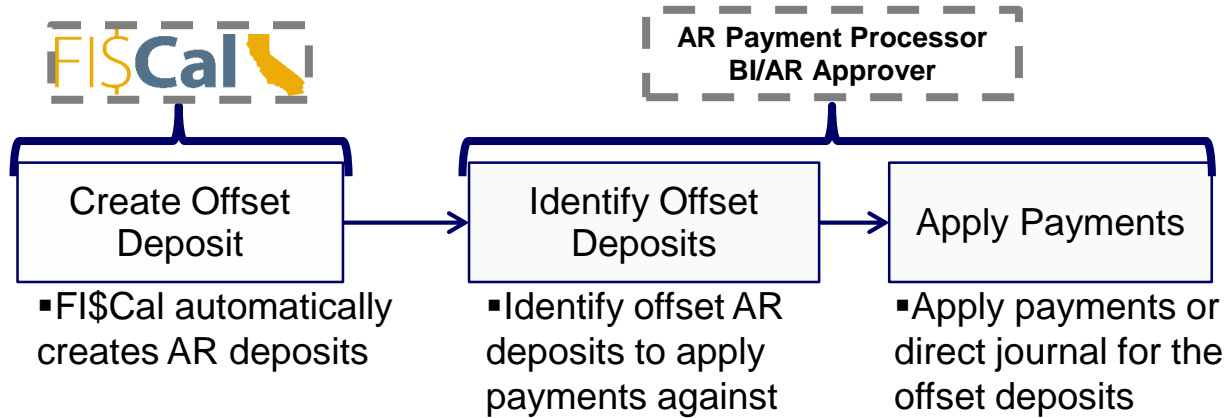 FI$Cal
AR Payment Processor
BI/AR Approver
Create Offset
Deposit
Identify Offset
Deposits
Apply Payments
▪FI$Cal automatically
creates AR deposits
▪Identify offset AR
deposits to apply
payments against
▪Apply payments or
direct journal for the
offset deposits